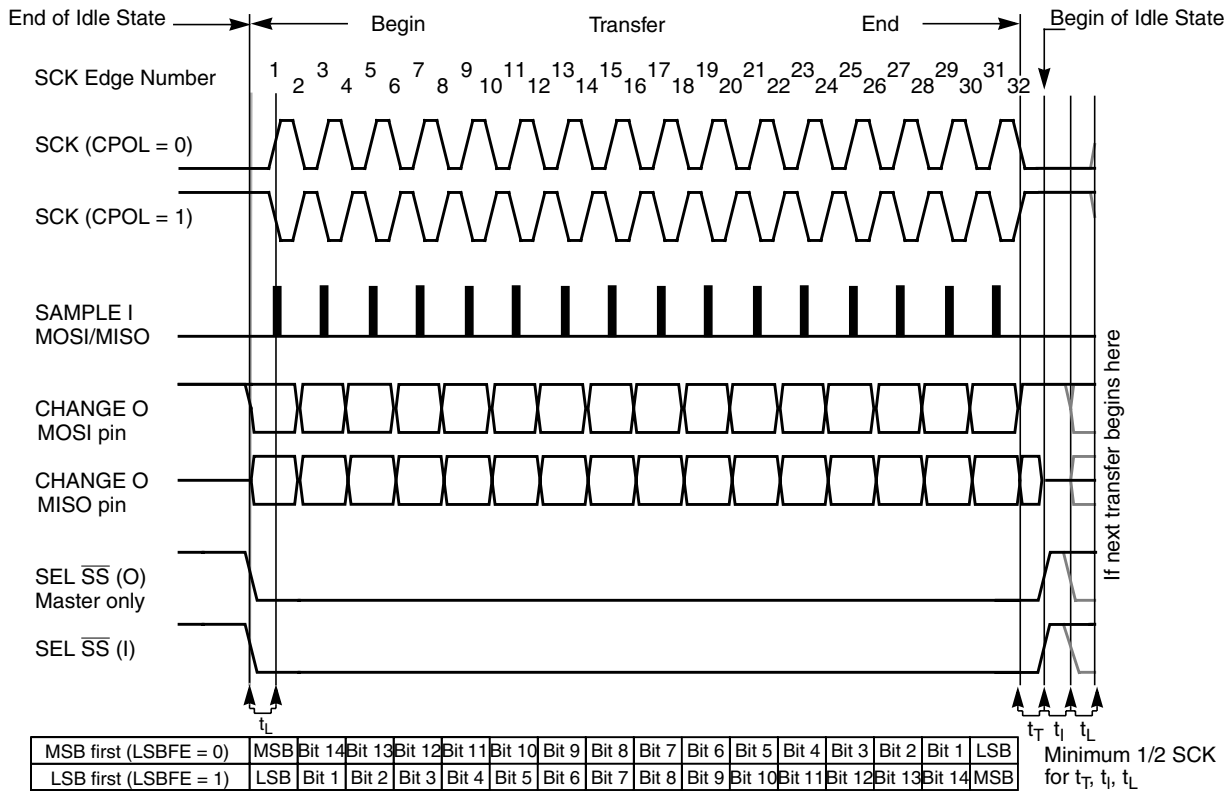 End of Idle State
Begin
Transfer
End
Begin of Idle State
SCK Edge Number
1 3 5 7 9 11 13 15 17 19 21 23 25 27 29 31
2 4 6 8 10 12 14 16 18 20 22 24 26 28 30 32
SCK (CPOL = 0)
SCK (CPOL = 1)
SAMPLE I
MOSI/MISO
CHANGE O
MOSI pin
CHANGE O
MISO pin
SEL SS (O)
Master only
SEL SS (I)
If next transfer begins here
tL
tT tI tL
MSB first (LSBFE = 0) MSB Bit 14 Bit 13 Bit 12 Bit 11 Bit 10 Bit 9 Bit 8 Bit 7 Bit 6 Bit 5 Bit 4 Bit 3 Bit 2 Bit 1 LSB
LSB first (LSBFE = 1) LSB Bit 1 Bit 2 Bit 3 Bit 4 Bit 5 Bit 6 Bit 7 Bit 8 Bit 9 Bit 10 Bit 11 Bit 12 Bit 13 Bit 14 MSB
Minimum 1/2 SCK
for tT, tI, tL